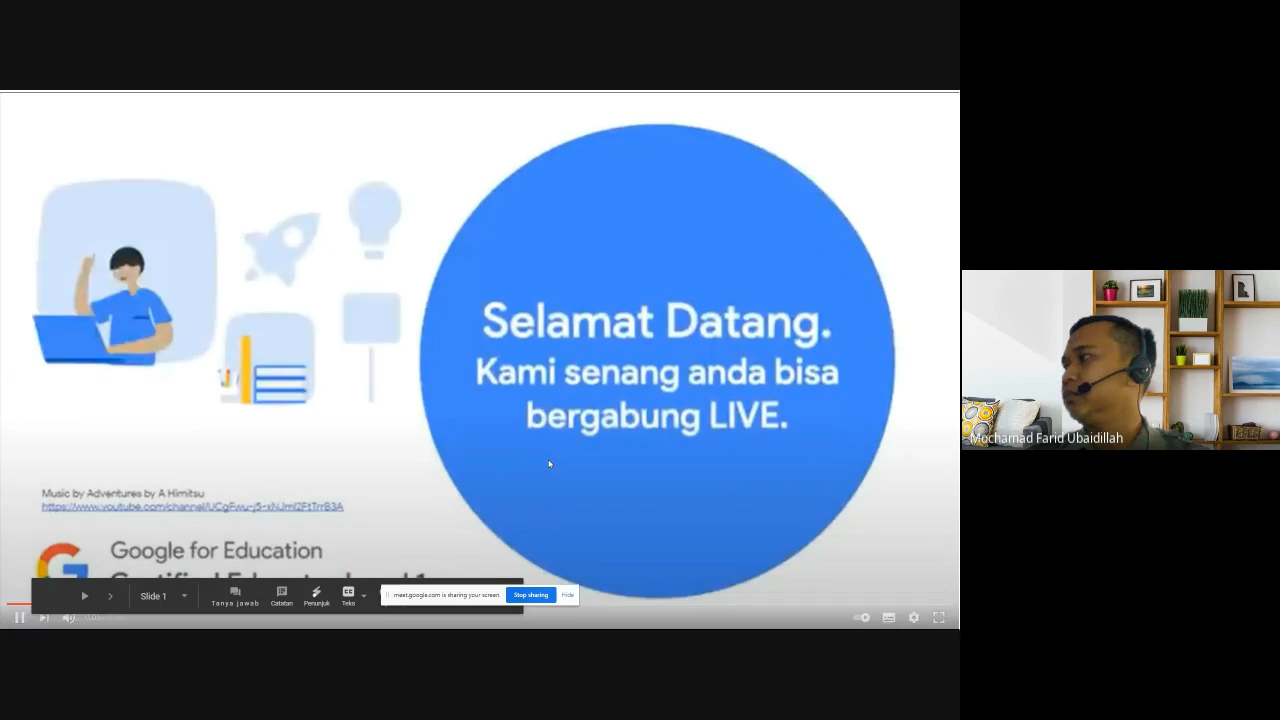 Selamat Datang.
Kami senang anda bisa
bergabung LIVE.
Music by Adventures by A Himitsu
Google for Education
Slide 1
Tanya jawab
Catatan
Penunjuk
Teks
meet.google.com is sharing your screen.
Stop sharing
Hide
Mochamad Farid Ubaidillah